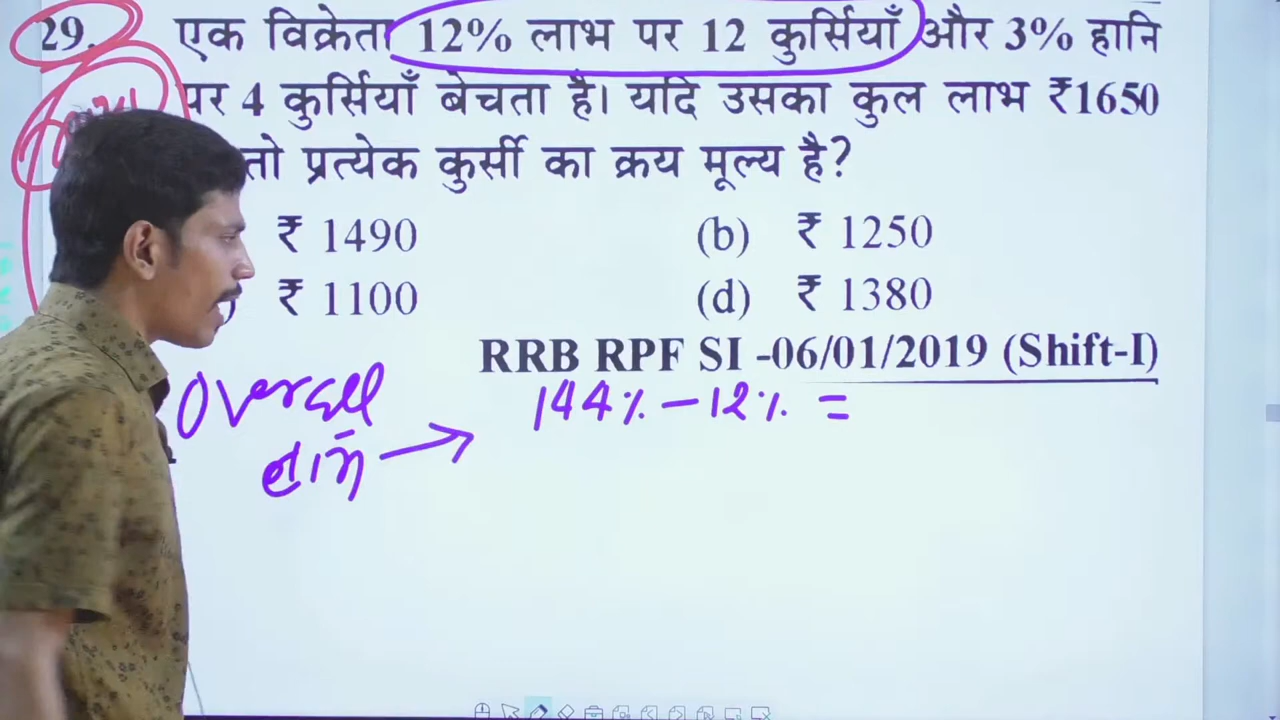 29. एक विक्रेता 12% लाभ पर 12 कुर्सियाँ और 3% हानि
पर 4 कुर्सियाँ बेचता है। यदि उसका कुल लाभ ₹1650
तो प्रत्येक कुर्सी का क्रय मूल्य है?
₹ 1490 (b) ₹ 1250
₹ 1100 (d) ₹ 1380
RRB RPF SI -06/01/2019 (Shift-I)
Overall 144% - 12% =
लाभ →